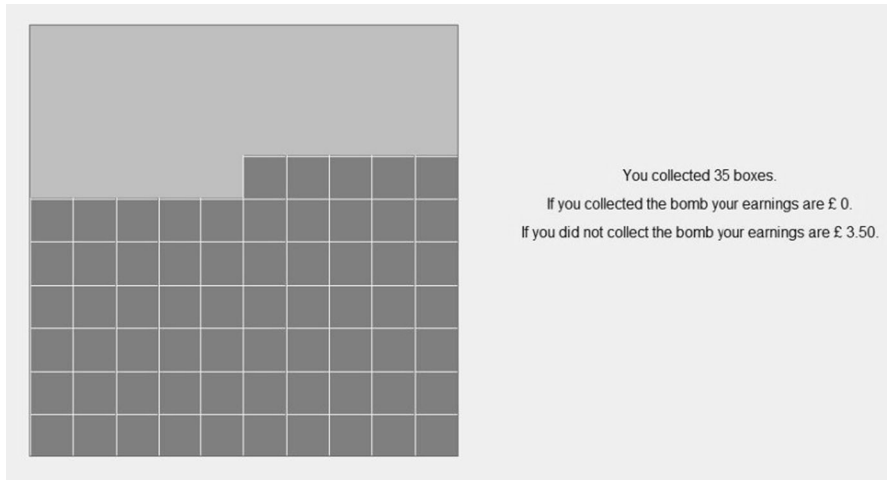 You collected 35 boxes.
If you collected the bomb your earnings are £ 0.
If you did not collect the bomb your earnings are £ 3.50.